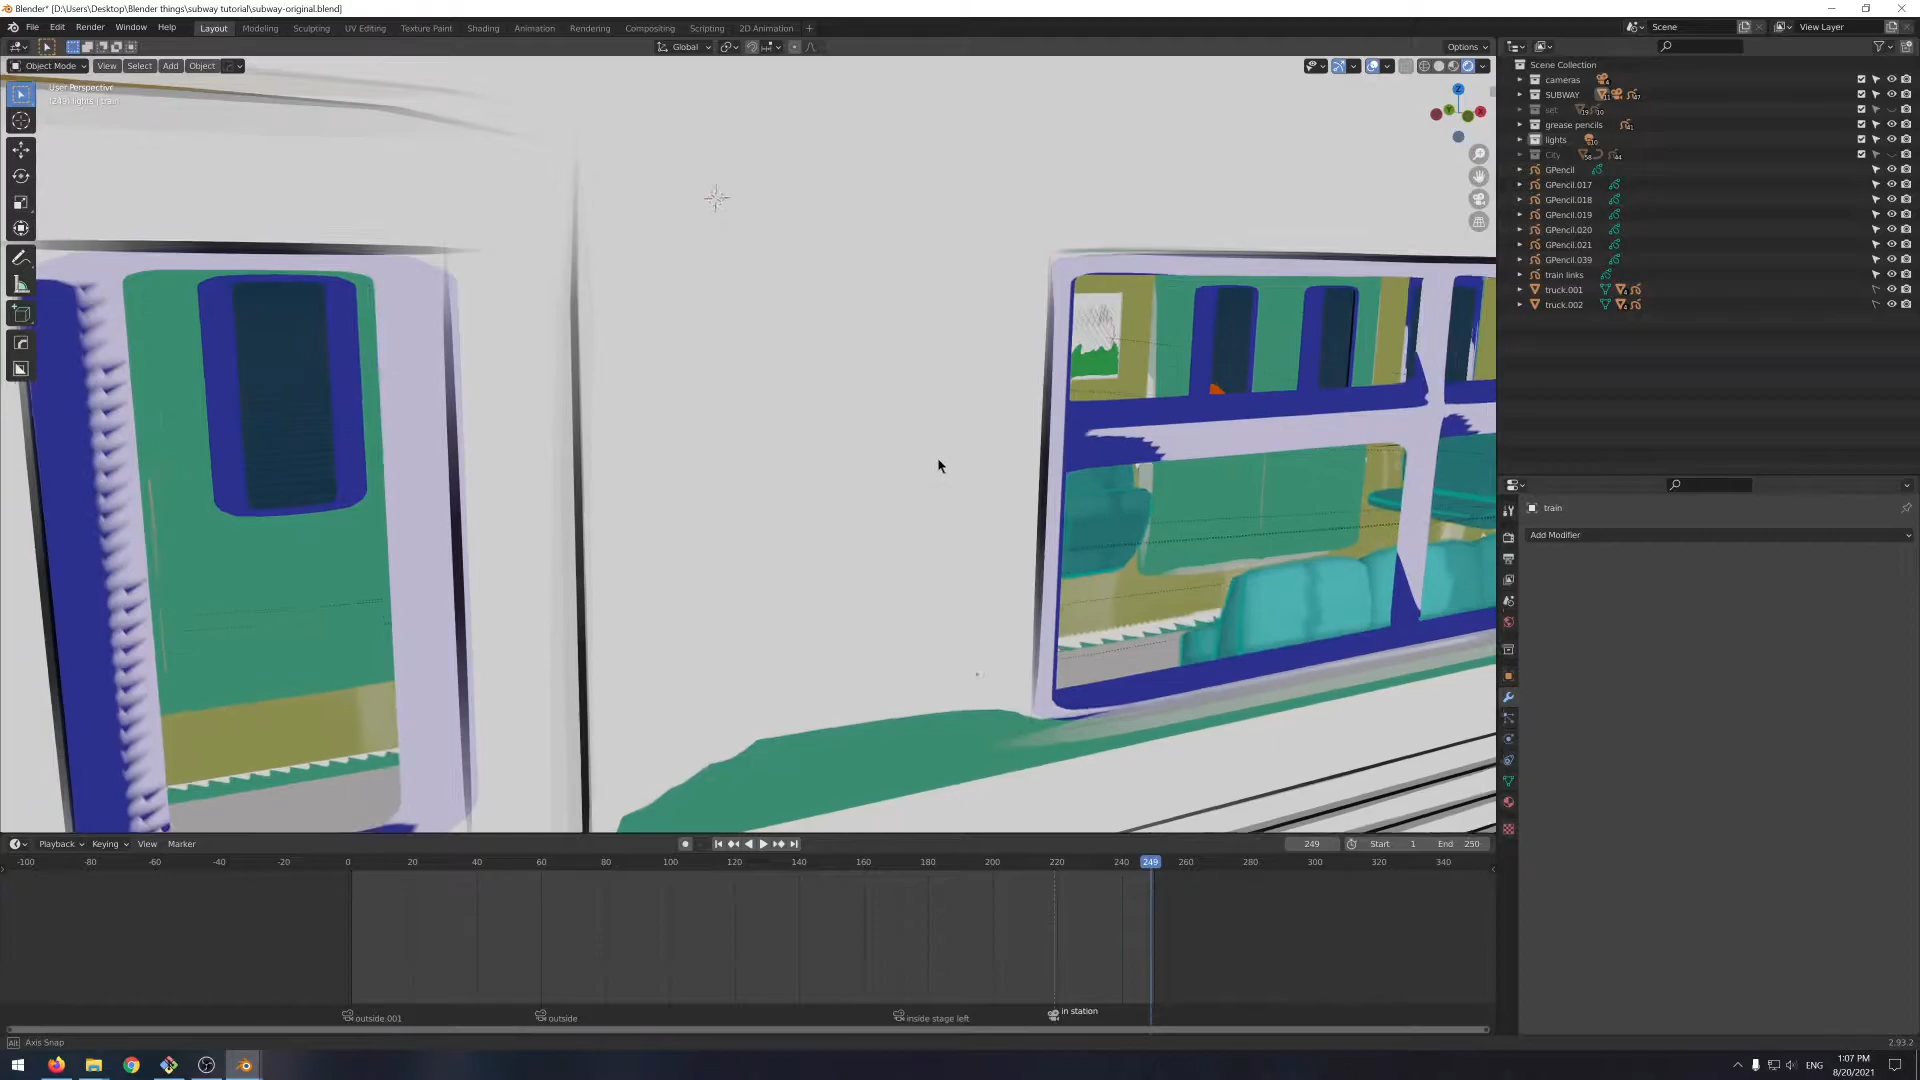 Blender* [D:\Users\Desktop\Blender things\subway tutorial\subway-original.blend]
File Edit Render Window Help Layout Modeling Sculpting UV Editing Texture Paint Shading Animation Rendering Compositing Scripting 2D Animation + Scene View Layer
Global Options
Object Mode View Select Add Object
User Perspective
(249) lights | train
Z
Scene Collection
cameras
SUBWAY
set
grease pencils
lights
City
GPencil
GPencil.017
GPencil.018
GPencil.019
GPencil.020
GPencil.021
GPencil.039
train links
truck.001
truck.002
train
Add Modifier
Playback Keying View Marker 249 Start 1 End 250
-100 -80 -60 -40 -20 0 20 40 60 80 100 120 140 160 180 200 220 240 249 260 280 300 320 340
outside.001 outside inside stage left in station
Alt Axis Snap 2.93.2
ENG 1:07 PM
8/20/2021